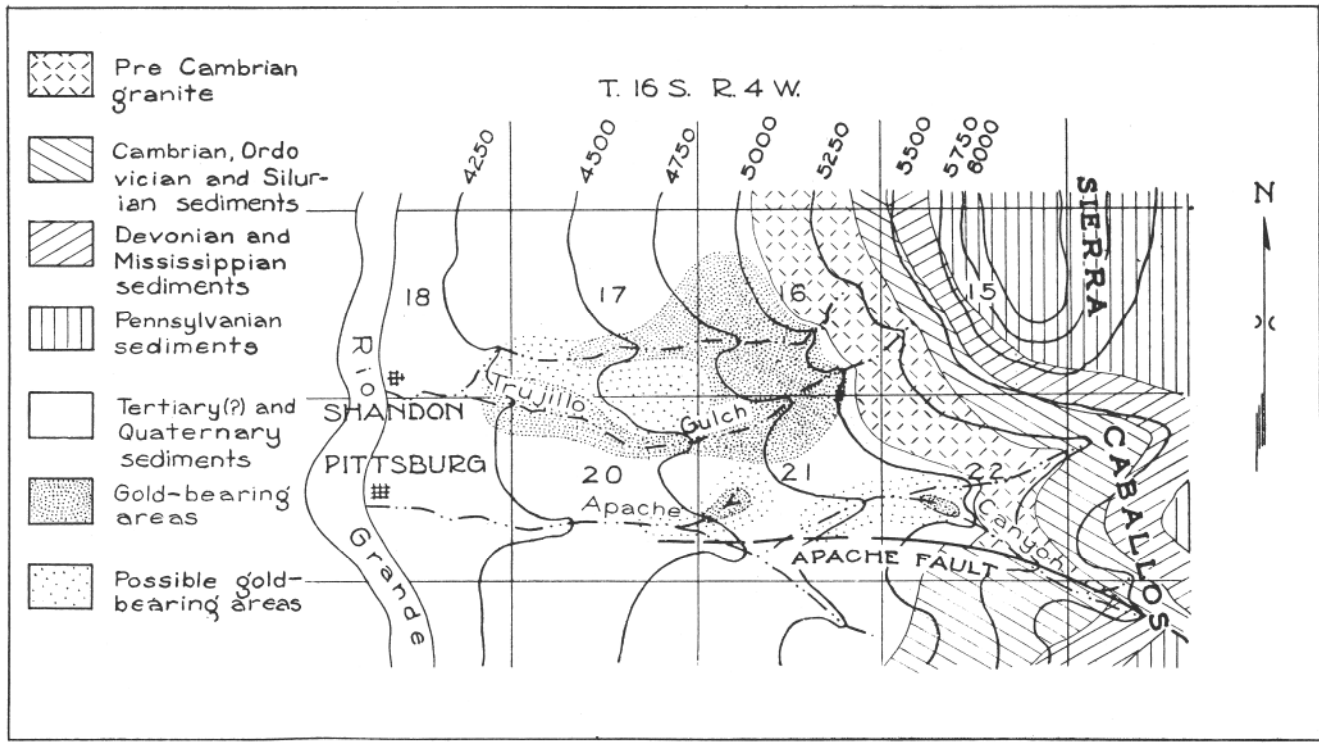 Pre Cambrian
granite
Cambrian, Ordo
vician and Silur-
ian sediments
Devonian and
Mississippian
sediments
Pennsylvanian
sediments
Tertiary(?) and
Quaternary
sediments
Gold-bearing
areas
Possible gold-
bearing areas
T. 16 S. R. 4 W.
4250
4500
4750
5000
5250
5500
5750
6000
N
SIERRA
18
17
16
15
Rio
Trujillo
SHANDON
Gulch
CABALLOS
PITTSBURG
20
21
22
Apache
Canyon
Grande
APACHE FAULT